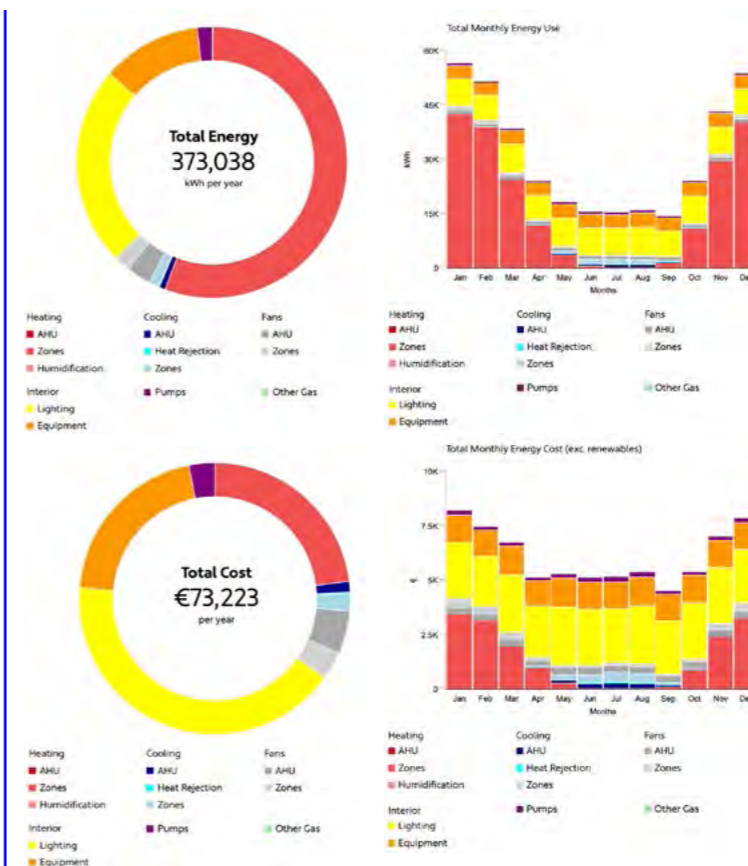 Total Energy
373,038
kWh per year
Heating
Cooling
Fans
AHU
AHU
AHU
Zones
Heat Rejection
Zones
Humidification
Zones
Interior
Pumps
Other Gas
Lighting
Equipment
Total Monthly Energy Use
60K
45K
30K
15K
0
kWh
Jan Feb Mar Apr May Jun Jul Aug Sep Oct Nov De
Months
Heating
Cooling
Fans
AHU
AHU
AHU
Zones
Heat Rejection
Zones
Humidification
Zones
Interior
Pumps
Other Gas
Lighting
Equipment
Total Cost
€73,223
per year
Heating
Cooling
Fans
AHU
AHU
AHU
Zones
Heat Rejection
Zones
Humidification
Zones
Interior
Pumps
Other Gas
Lighting
Equipment
Total Monthly Energy Cost (exc. renewables)
10K
7.5K
5K
2.5K
0
€
Jan Feb Mar Apr May Jun Jul Aug Sep Oct Nov De
Months
Heating
Cooling
Fans
AHU
AHU
AHU
Zones
Heat Rejection
Zones
Humidification
Zones
Interior
Pumps
Other Gas
Lighting
Equipment